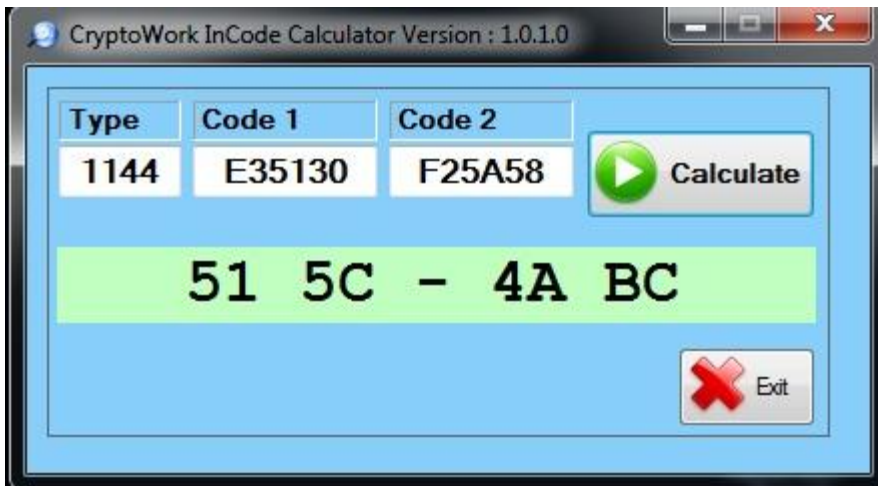 CryptoWork InCode Calculator Version : 1.0.1.0
Type Code 1 Code 2
1144 E35130 F25A58
Calculate
51 5C - 4A BC
Exit